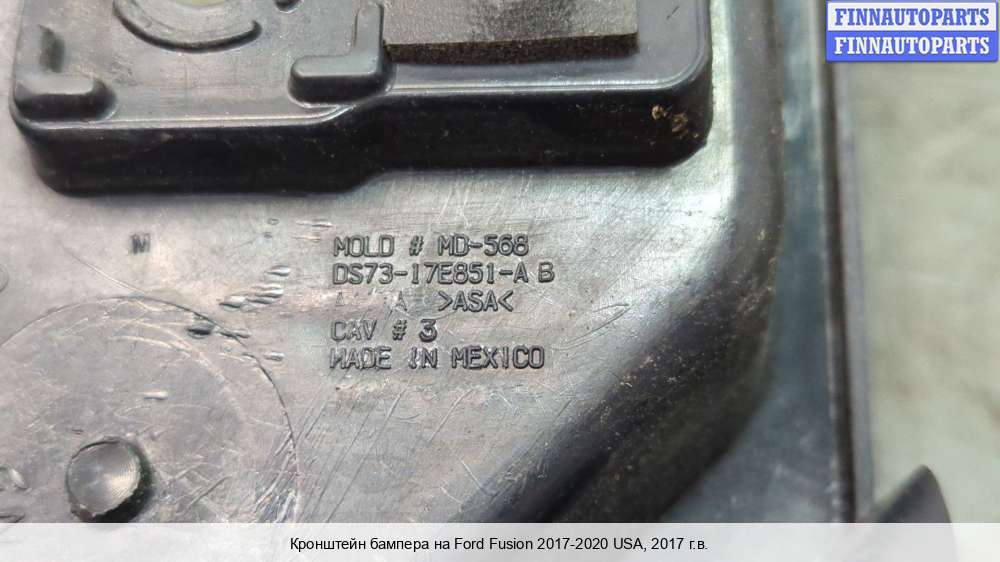 FINNAUTOPARTS
FINNAUTOPARTS
M
MOLD # MD-568
DS73-17E851-A B
A A >ASA<
CAV # 3
MADE IN MEXICO
Кронштейн бампера на Ford Fusion 2017-2020 USA, 2017 г.в.